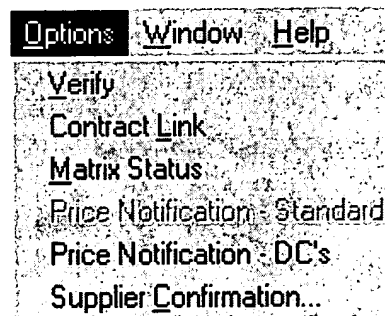 Options Window Help
Verify
Contract Link
Matrix Status
Price Notification - Standard
Price Notification - DC's
Supplier Confirmation...